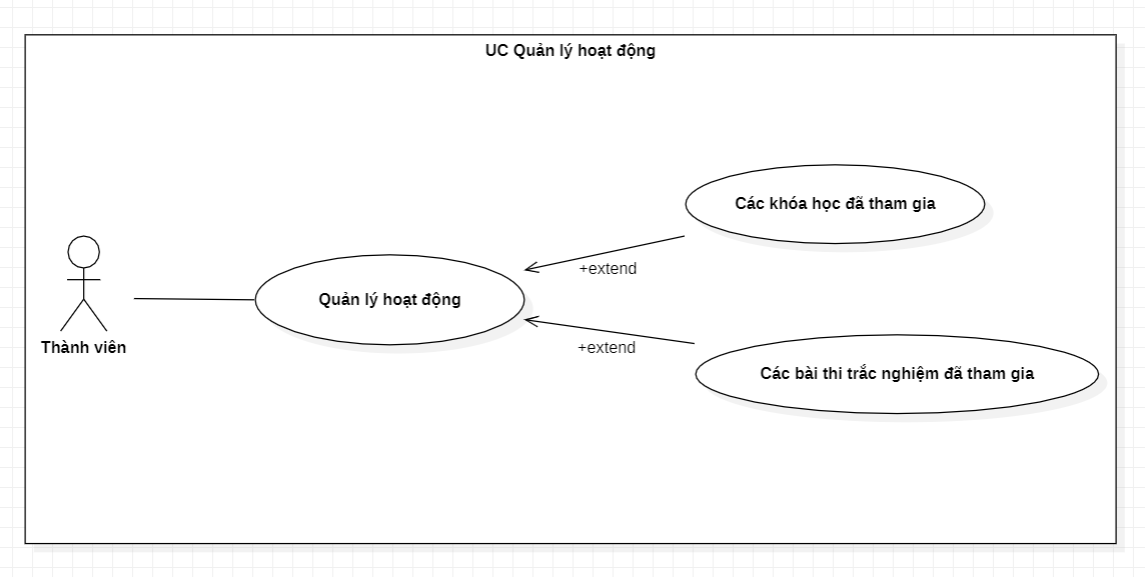 UC Quản lý hoạt động
Các khóa học đã tham gia
+extend
Quản lý hoạt động
Thành viên
+extend
Các bài thi trắc nghiệm đã tham gia